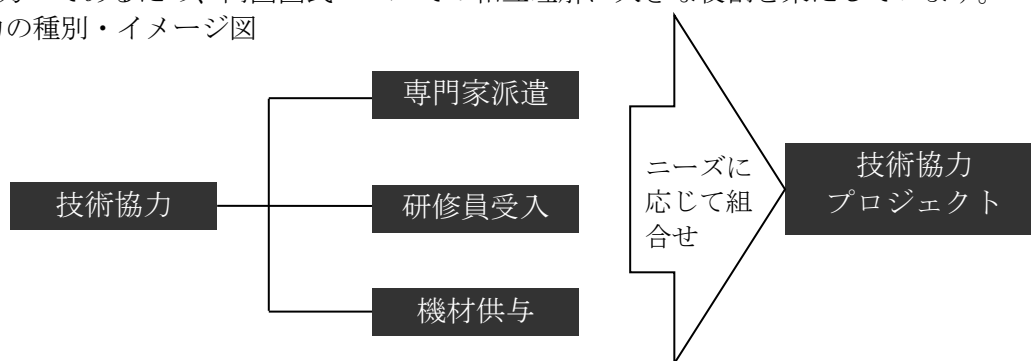 の種別・イメージ図
専門家派遣
技術協力
研修員受入
機材供与
ニーズに
応じて組
合せ
技術協力
プロジェクト